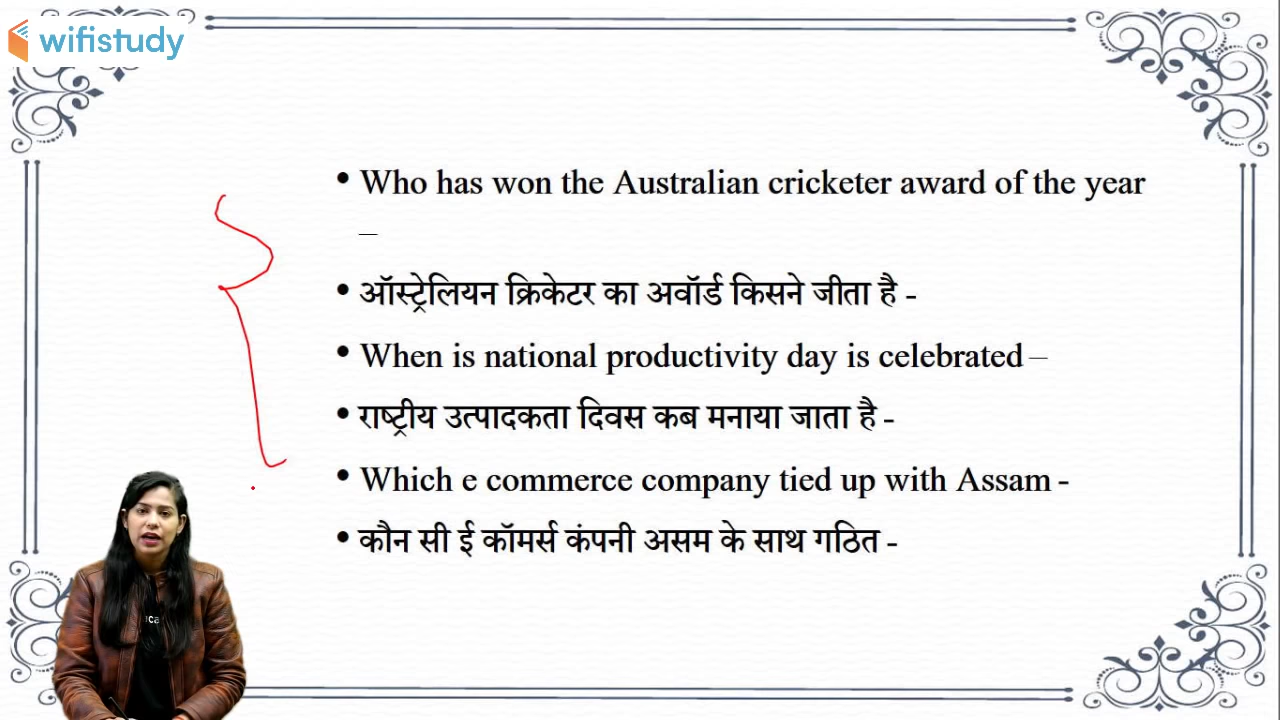 wifistudy
• Who has won the Australian cricketer award of the year
–
• ऑस्ट्रेलियन क्रिकेटर का अवॉर्ड किसने जीता है -
• When is national productivity day is celebrated –
• राष्ट्रीय उत्पादकता दिवस कब मनाया जाता है -
• Which e commerce company tied up with Assam -
• कौन सी ई कॉमर्स कंपनी असम के साथ गठित -